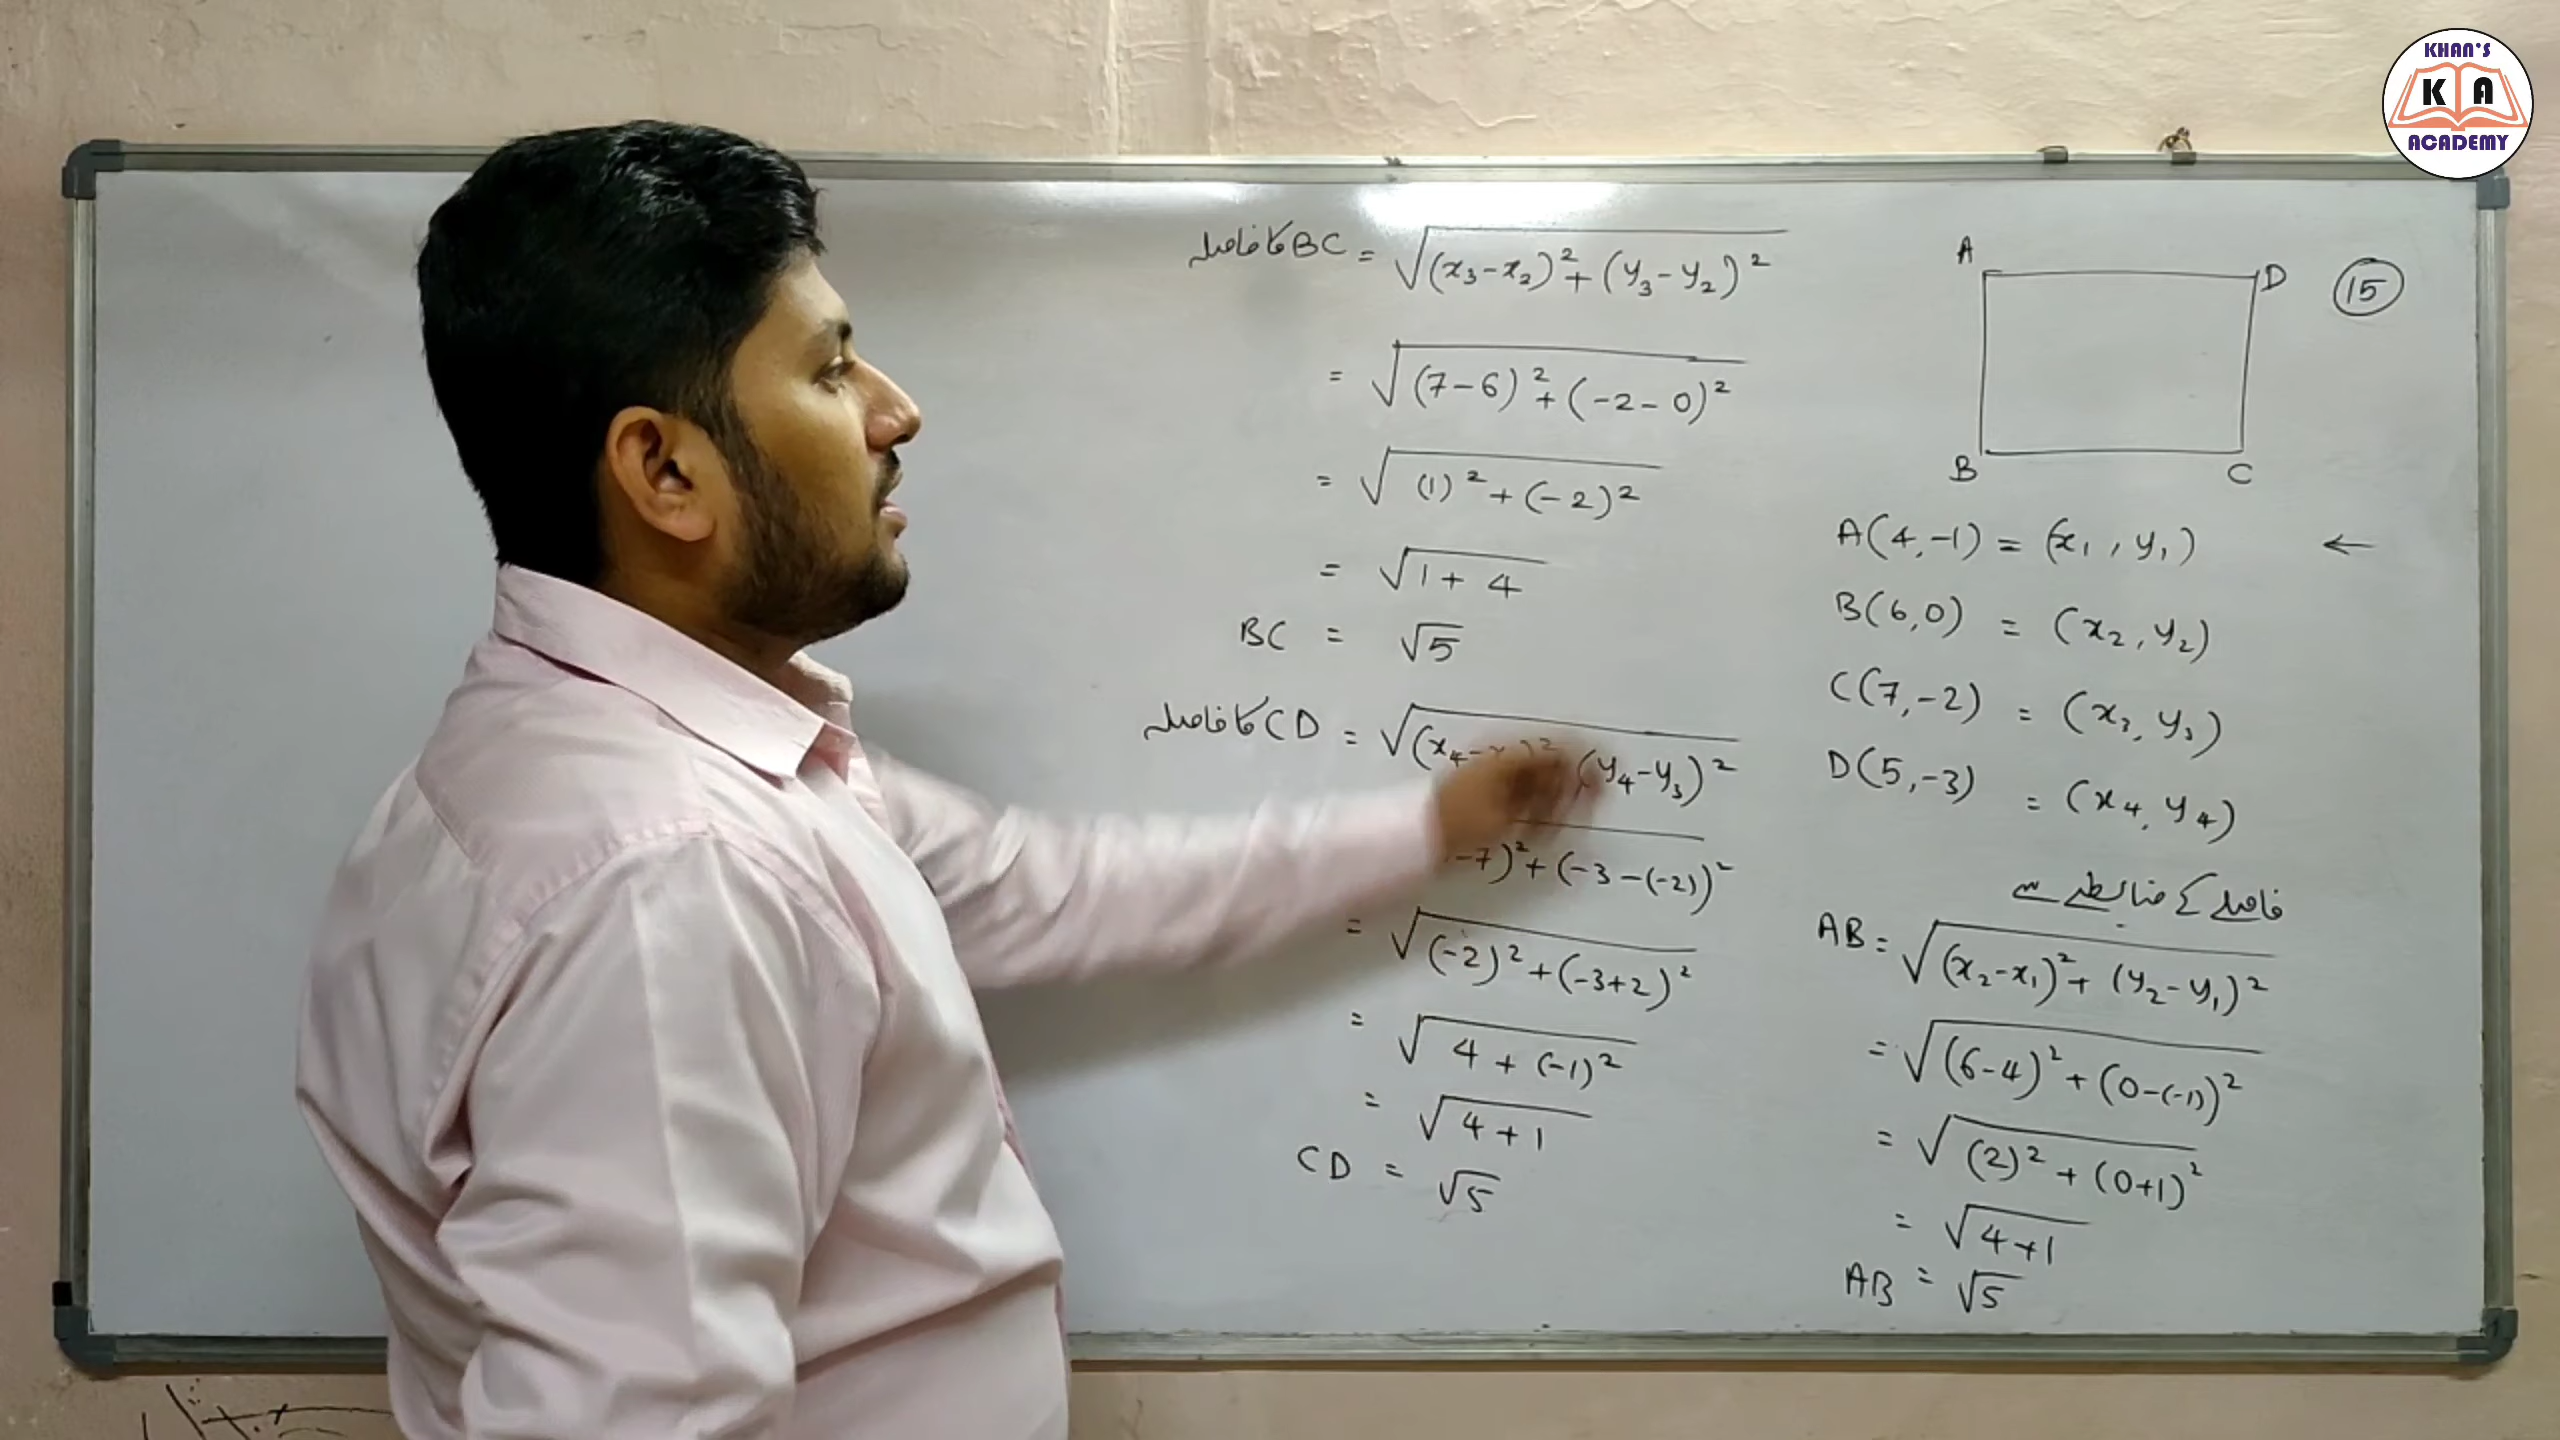 KHAN'S
K A
ACADEMY
15
A
D
B
C
A(4,-1) = (x₁, y₁) ←
B(6,0) = (x₂, y₂)
C(7,-2) = (x₃, y₃)
D(5,-3) = (x₄, y₄)
فاصلے کے ضابطے سے
AB = √(x₂-x₁)² + (y₂-y₁)²
= √(6-4)² + (0-(-1))²
= √(2)² + (0+1)²
= √4+1
AB = √5
BC کا فاصلہ = √(x₃-x₂)² + (y₃-y₂)²
= √(7-6)² + (-2-0)²
= √(1)² + (-2)²
= √1+4
BC = √5
CD کا فاصلہ = √(x₄- )² (y₄-y₃)²
-7)² + (-3-(-2))²
= √(-2)² + (-3+2)²
= √4 + (-1)²
= √4+1
CD = √5